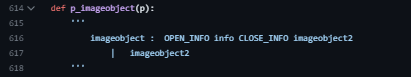 614 def p_imageobject(p):
615 '''
616 imageobject : OPEN_INFO info CLOSE_INFO imageobject2
617 | imageobject2
618 '''